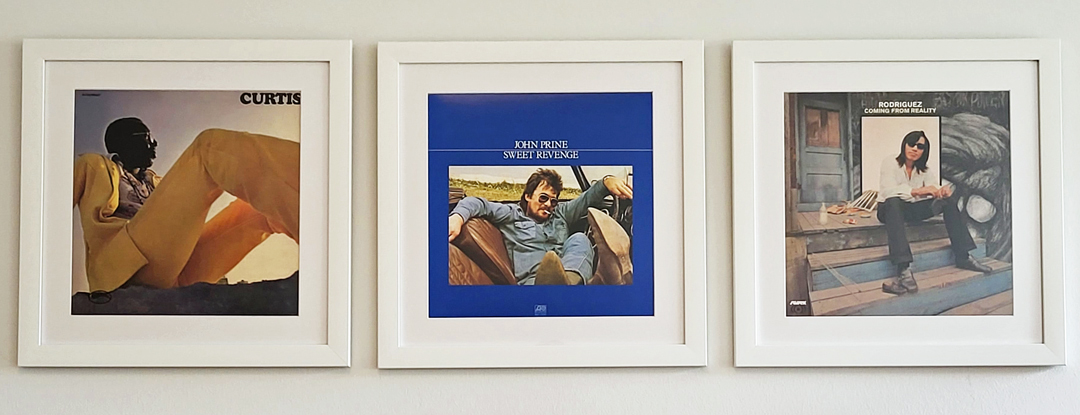 CURTIS
JOHN PRINE
SWEET REVENGE
RODRIGUEZ
COMING FROM REALITY